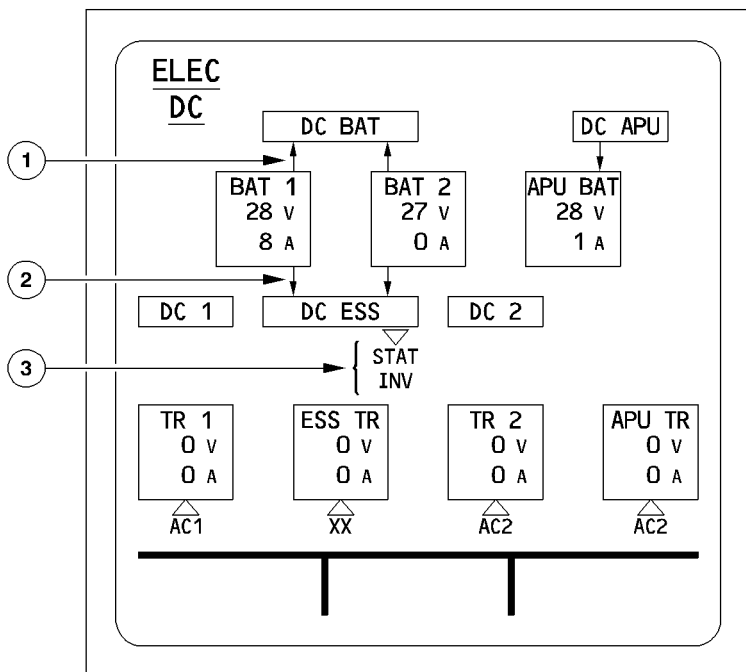 ELEC
DC
DC BAT
DC APU
1
BAT 1
28 V
8 A
BAT 2
27 V
0 A
APU BAT
28 V
1 A
2
DC 1
DC ESS
DC 2
3
STAT
INV
TR 1
0 V
0 A
ESS TR
0 V
0 A
TR 2
0 V
0 A
APU TR
0 V
0 A
AC1
XX
AC2
AC2